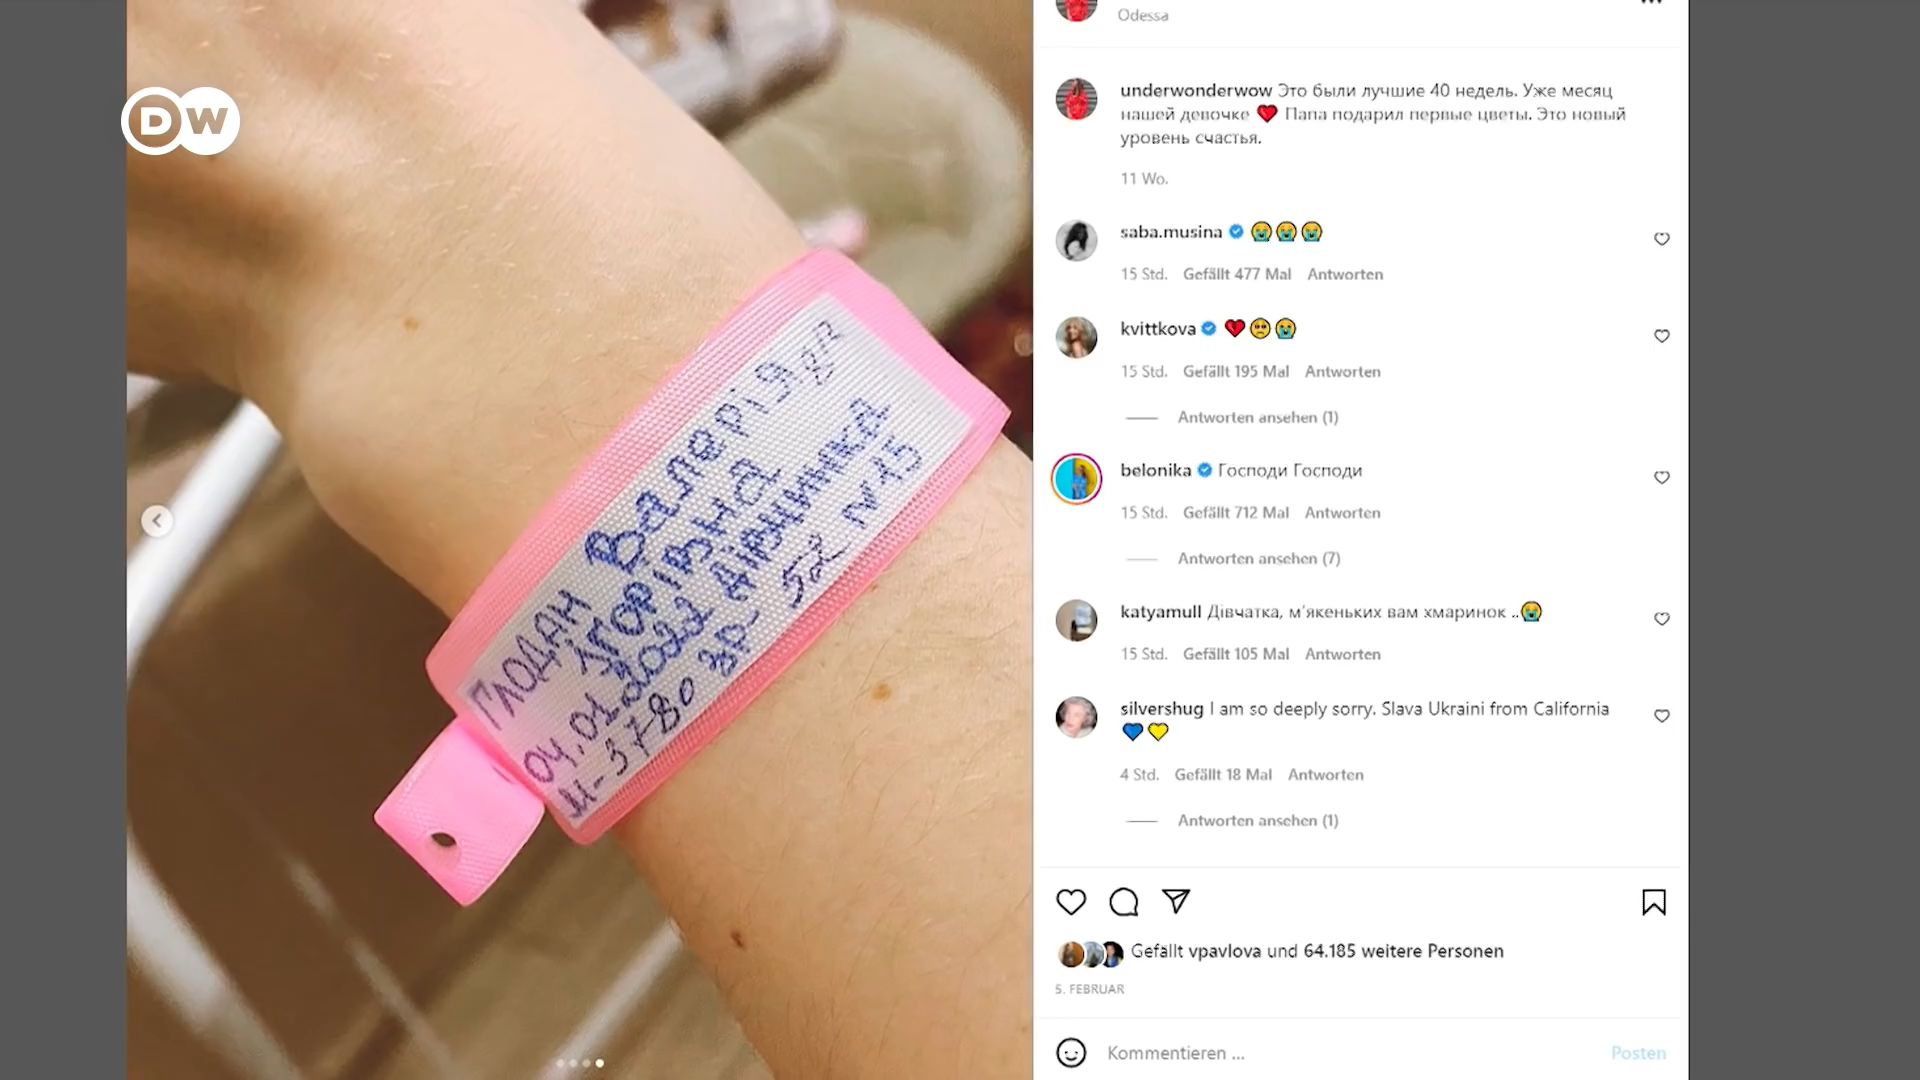 DW
Глодан Валерія
Ігорівна
04.01.2022 дівчинка
3780 гр 52
N 15
Odessa
underwonderwow Это были лучшие 40 недель. Уже месяц
нашей девочке ❤️ Папа подарил первые цветы. Это новый
уровень счастья.
11 Wo.
saba.musina 😭😭😭
15 Std. Gefällt 477 Mal Antworten
kvittkova 💔🥺😭
15 Std. Gefällt 195 Mal Antworten
Antworten ansehen (1)
belonika Господи Господи
15 Std. Gefällt 712 Mal Antworten
Antworten ansehen (7)
katyamull Дівчатка, м'якеньких вам хмаринок ..😭
15 Std. Gefällt 105 Mal Antworten
silvershug I am so deeply sorry. Slava Ukraini from California
💙💛
4 Std. Gefällt 18 Mal Antworten
Antworten ansehen (1)
Gefällt vpavlova und 64.185 weitere Personen
5. FEBRUAR
Kommentieren ...
Posten